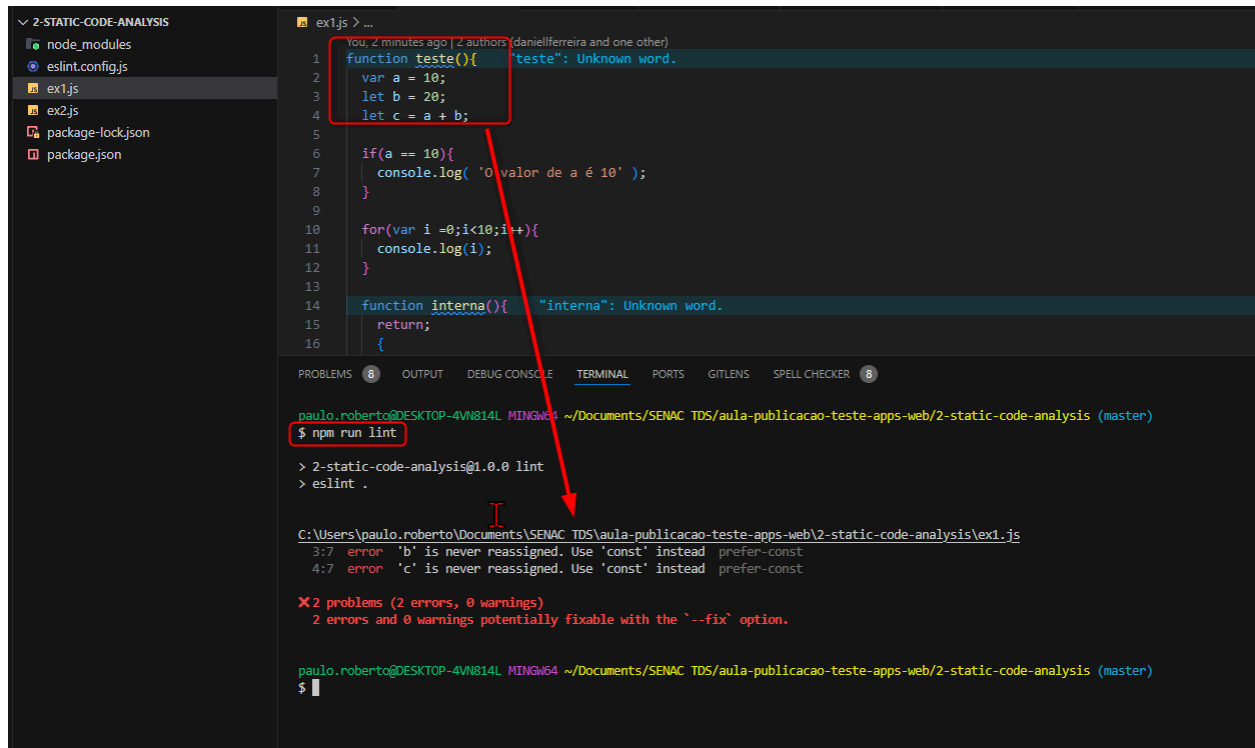 2-STATIC-CODE-ANALYSIS
node_modules
eslint.config.js
JS ex1.js
JS ex2.js
package-lock.json
package.json
JS ex1.js > ...
You, 2 minutes ago | 2 authors (daniellferreira and one other)
1 function teste(){ "teste": Unknown word.
2 var a = 10;
3 let b = 20;
4 let c = a + b;
5
6 if(a == 10){
7 console.log( 'O valor de a é 10' );
8 }
9
10 for(var i =0;i<10;i++){
11 console.log(i);
12 }
13
14 function interna(){ "interna": Unknown word.
15 return;
16 {
PROBLEMS 8 OUTPUT DEBUG CONSOLE TERMINAL PORTS GITLENS SPELL CHECKER 8
paulo.roberto@DESKTOP-4VN814L MINGW64 ~/Documents/SENAC TDS/aula-publicacao-teste-apps-web/2-static-code-analysis (master)
$ npm run lint
> 2-static-code-analysis@1.0.0 lint
> eslint .
C:\Users\paulo.roberto\Documents\SENAC TDS\aula-publicacao-teste-apps-web\2-static-code-analysis\ex1.js
3:7 error 'b' is never reassigned. Use 'const' instead prefer-const
4:7 error 'c' is never reassigned. Use 'const' instead prefer-const
✖ 2 problems (2 errors, 0 warnings)
2 errors and 0 warnings potentially fixable with the `--fix` option.
paulo.roberto@DESKTOP-4VN814L MINGW64 ~/Documents/SENAC TDS/aula-publicacao-teste-apps-web/2-static-code-analysis (master)
$